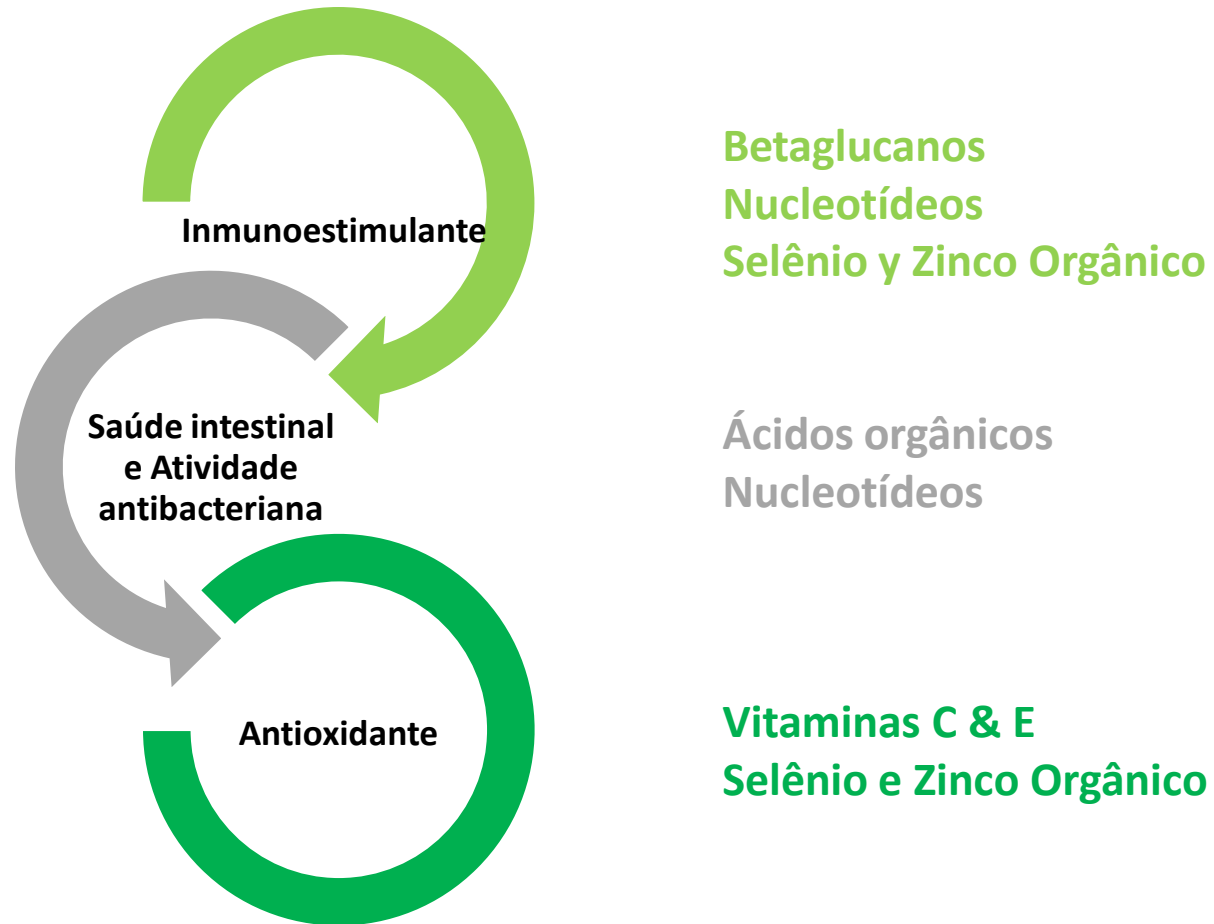 Inmunoestimulante
Betaglucanos
Nucleotídeos
Selênio y Zinco Orgânico
Saúde intestinal
e Atividade
antibacteriana
Ácidos orgânicos
Nucleotídeos
Antioxidante
Vitaminas C & E
Selênio e Zinco Orgânico